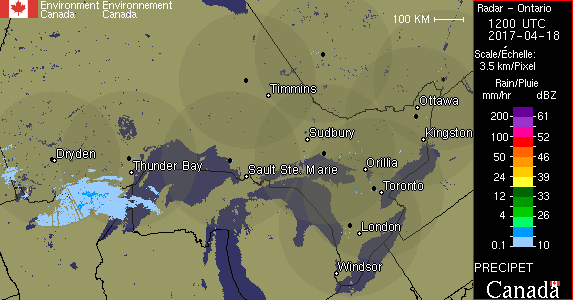 Environment Environnement
Canada Canada
100 KM
Timmins
Ottawa
Sudbury
Kingston
Dryden
Thunder Bay
Sault Ste. Marie
Orillia
Toronto
London
Windsor
Radar - Ontario
1200 UTC
2017-04-18
Scale/Échelle:
3.5 km/Pixel
Rain/Pluie
mm/hr dBZ
200 61
100 52
50 46
24 39
12 33
4 26
1 20
0.1 10
PRECIPET
Canada